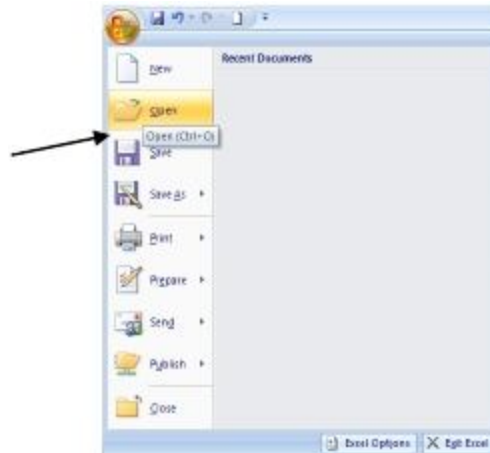 New
Recent Documents
Open
Open (Ctrl+O)
Save
Save As
Print
Prepare
Send
Publish
Close
Excel Options
Exit Excel